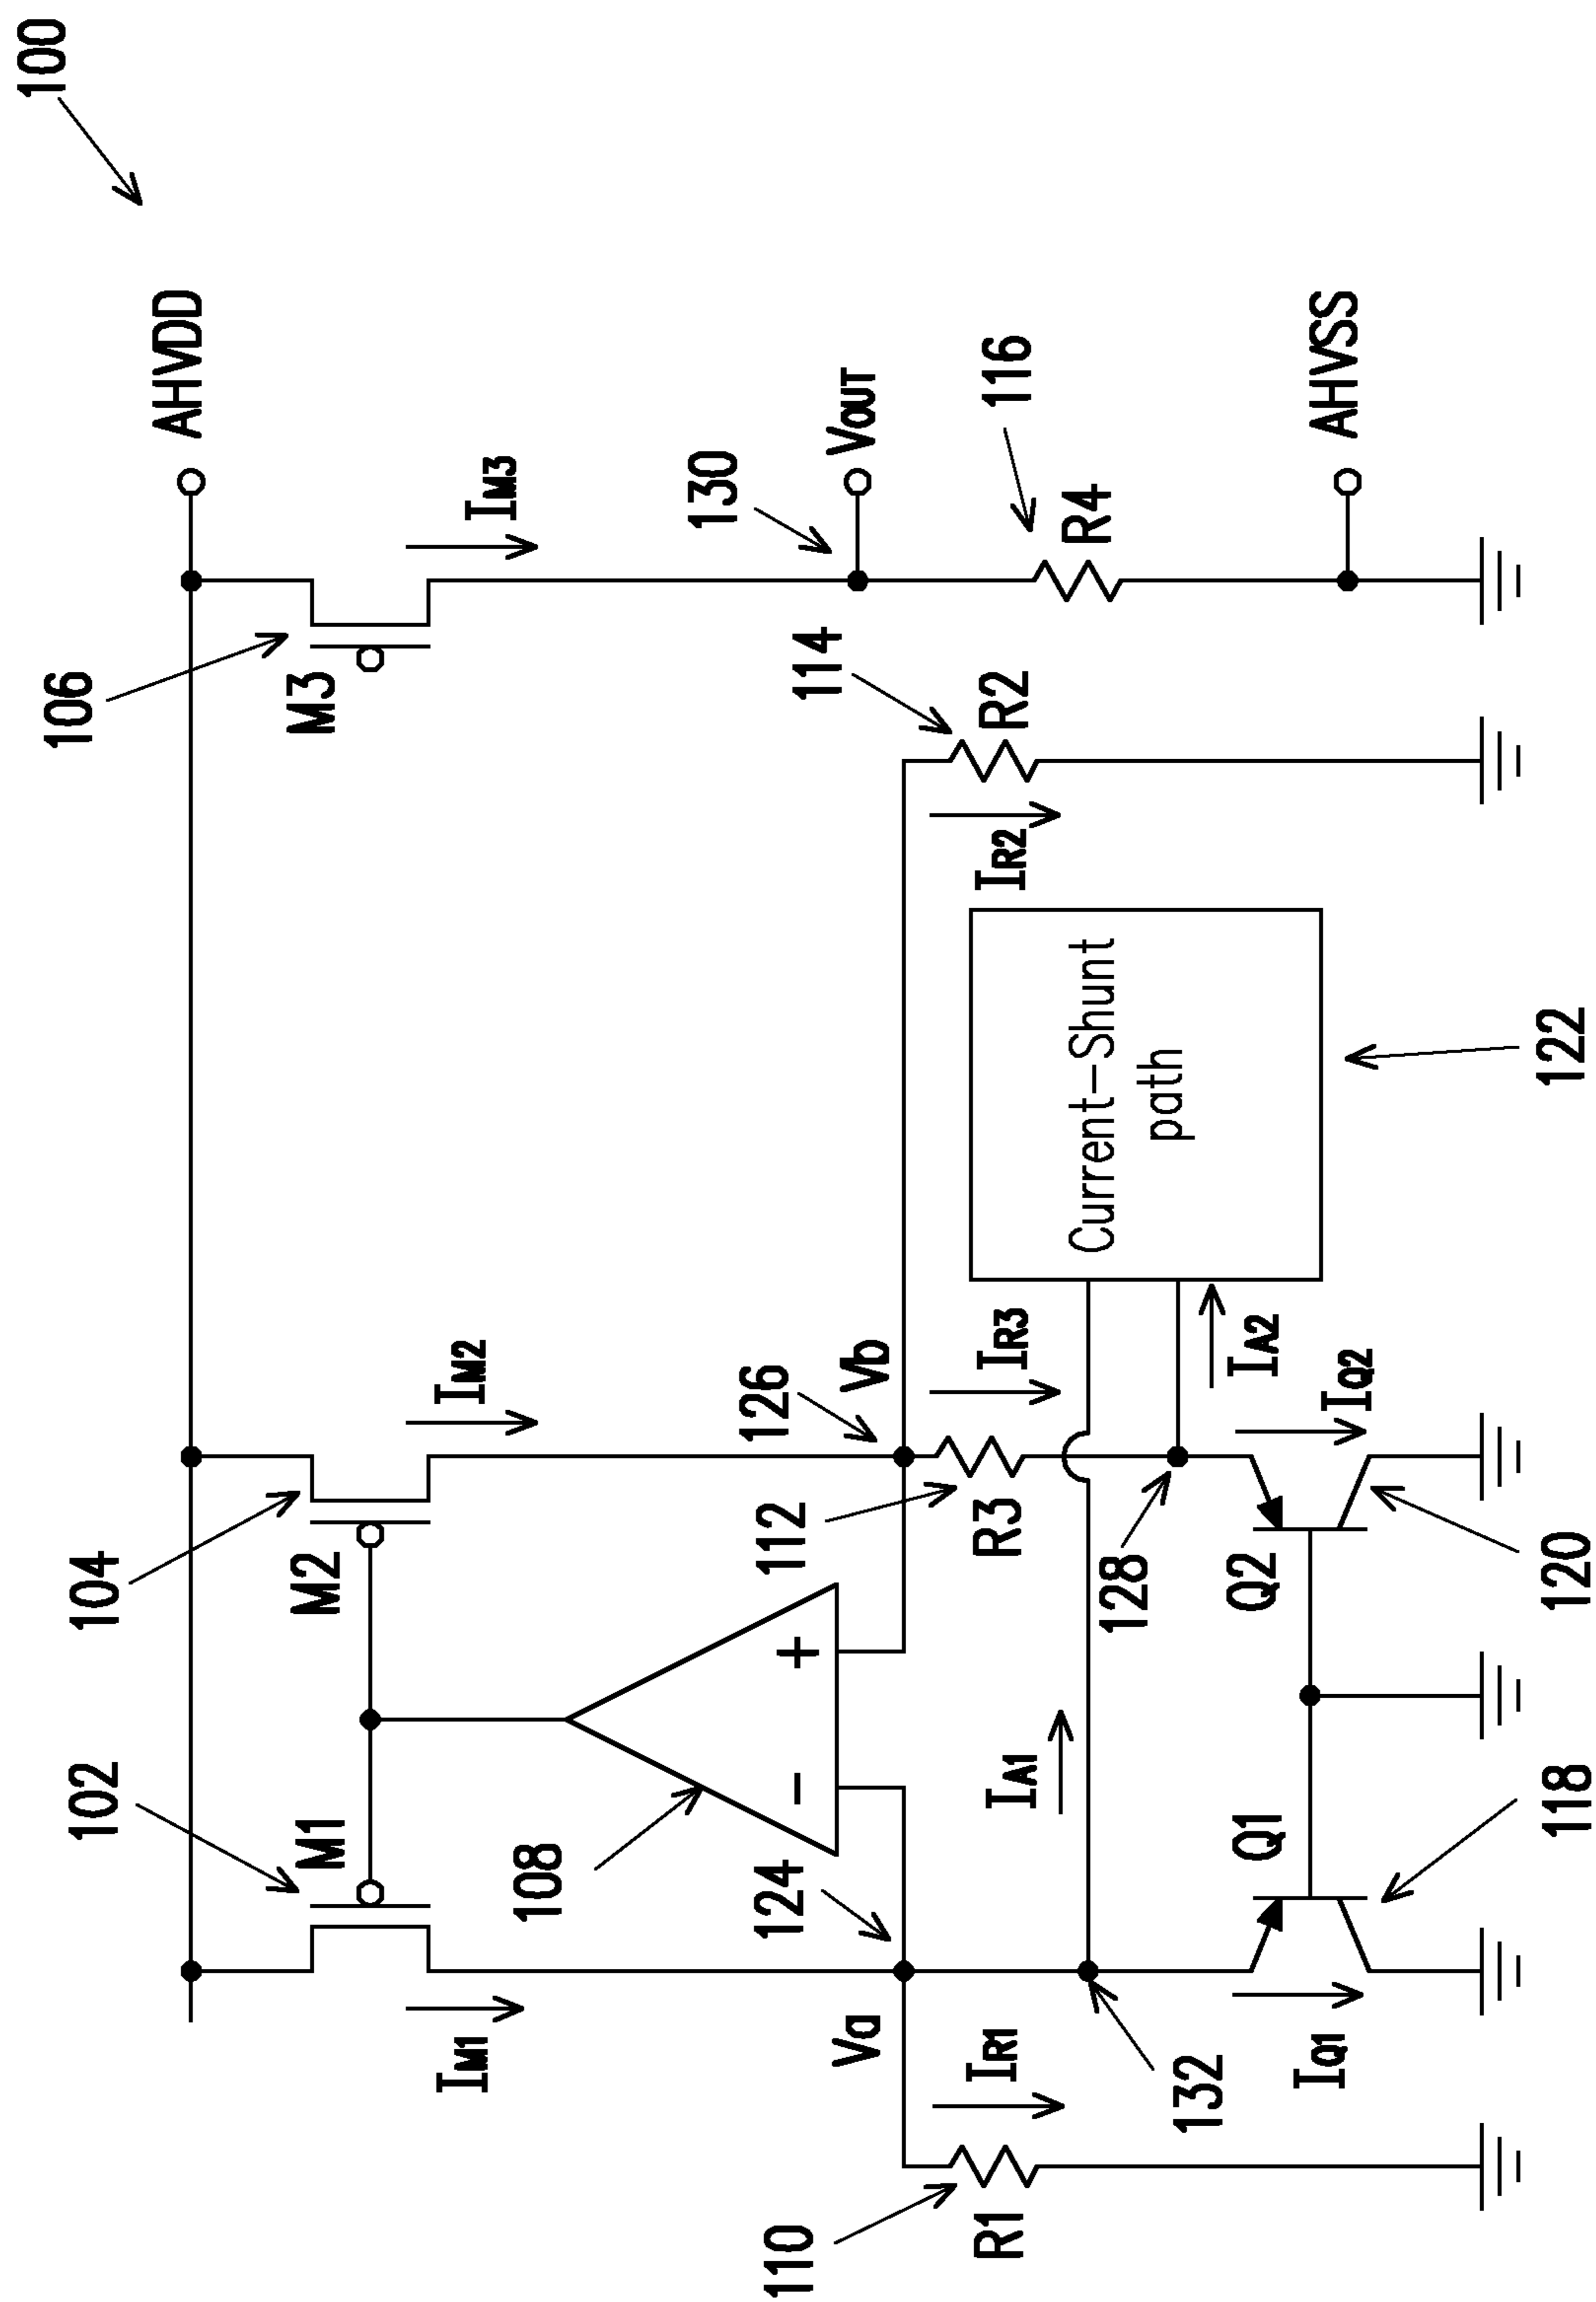 100
AHVDD
102
M1
104
M2
106
M3
IM1
IM2
IM3
108
−
+
124
Va
126
Vb
130
VOUT
110
R1
IR1
IA1
112
R3
IR3
114
R2
IR2
116
R4
132
128
Current-Shunt
path
IA2
Q1
IQ1
Q2
IQ2
AHVSS
118
120
122